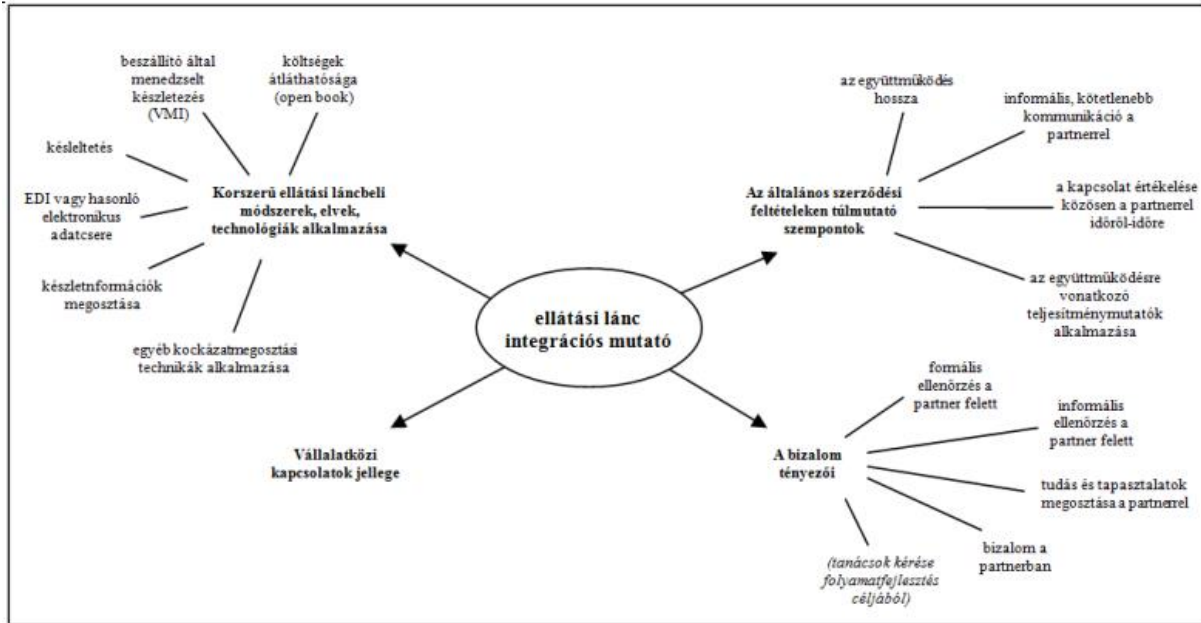 beszállító által
menedzselt
készletezés
(VMI)
költségek
átláthatósága
(open book)
késleltetés
EDI vagy hasonló
elektronikus
adatcsere
készletnformációk
megosztása
egyéb kockázatmegosztási
technikák alkalmazása
Korszerű ellátási láncbeli
módszerek, elvek,
technológiák alkalmazása
az együttműködés
hossza
informális, kötetlenebb
kommunikáció a
partnerrel
Az általános szerződési
feltételeken túlmutató
szempontok
a kapcsolat értékelése
közösen a partnerrel
időről-időre
az együttműködésre
vonatkozó
teljesítménymutatók
alkalmazása
ellátási lánc
integrációs mutató
Vállalatközi
kapcsolatok jellege
A bizalom
tényezői
formális
ellenőrzés a
partner felett
informális
ellenőrzés a
partner felett
tudás és tapasztalatok
megosztása a partnerrel
bizalom a
partnerban
(tanácsok kérése
folyamatfejlesztés
céljából)